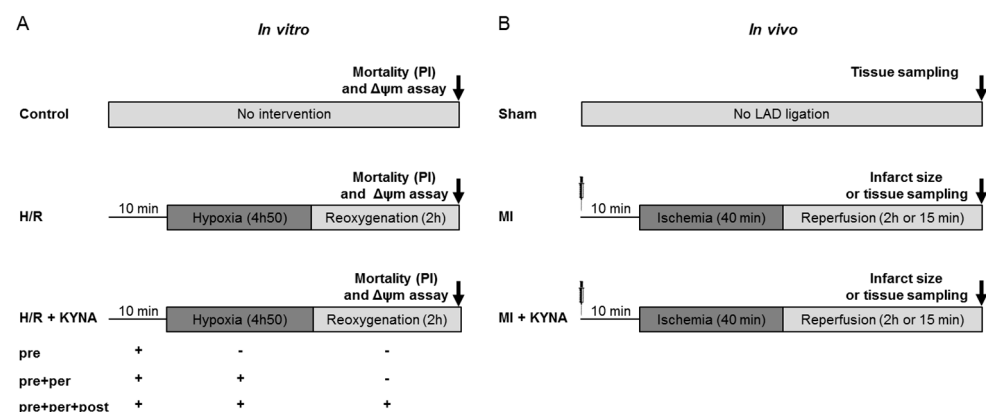 A
In vitro
Mortality (PI)
and Δψm assay
Control
No intervention
Mortality (PI)
and Δψm assay
10 min
H/R
Hypoxia (4h50)
Reoxygenation (2h)
Mortality (PI)
and Δψm assay
10 min
H/R + KYNA
Hypoxia (4h50)
Reoxygenation (2h)
pre + - -
pre+per + + -
pre+per+post + + +
B
In vivo
Tissue sampling
Sham
No LAD ligation
Infarct size
or tissue sampling
10 min
MI
Ischemia (40 min)
Reperfusion (2h or 15 min)
Infarct size
or tissue sampling
10 min
MI + KYNA
Ischemia (40 min)
Reperfusion (2h or 15 min)